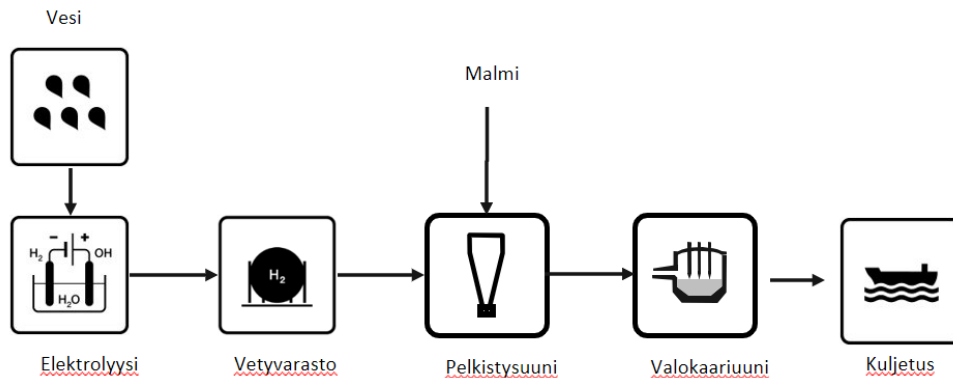 Vesi
Malmi
− +
H₂ OH
H₂O
H₂
Elektrolyysi
Vetyvarasto
Pelkistysuuni
Valokaariuuni
Kuljetus